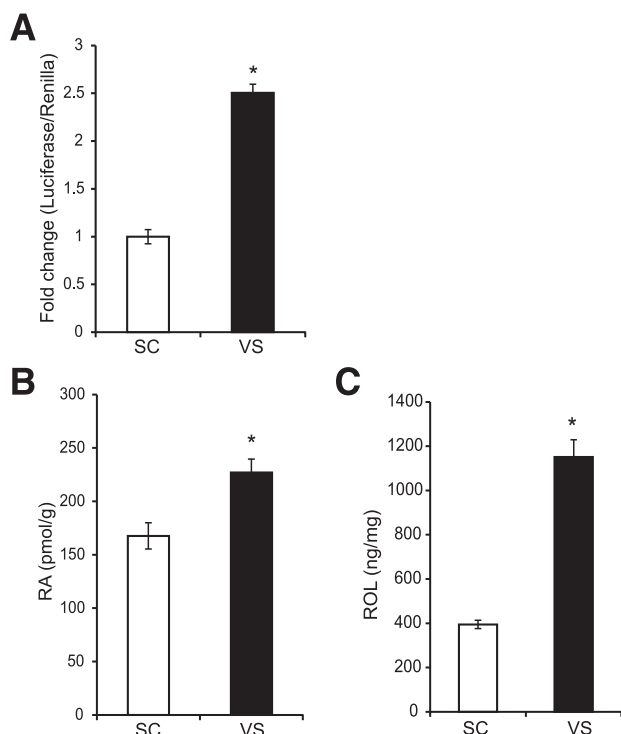 A
Fold change (Luciferase/Renilla)
3
2.5
2
1.5
1
0.5
0
*
SC
VS
B
RA (pmol/g)
300
250
200
150
100
50
0
*
SC
VS
C
ROL (ng/mg)
1400
1200
1000
800
600
400
200
0
*
SC
VS